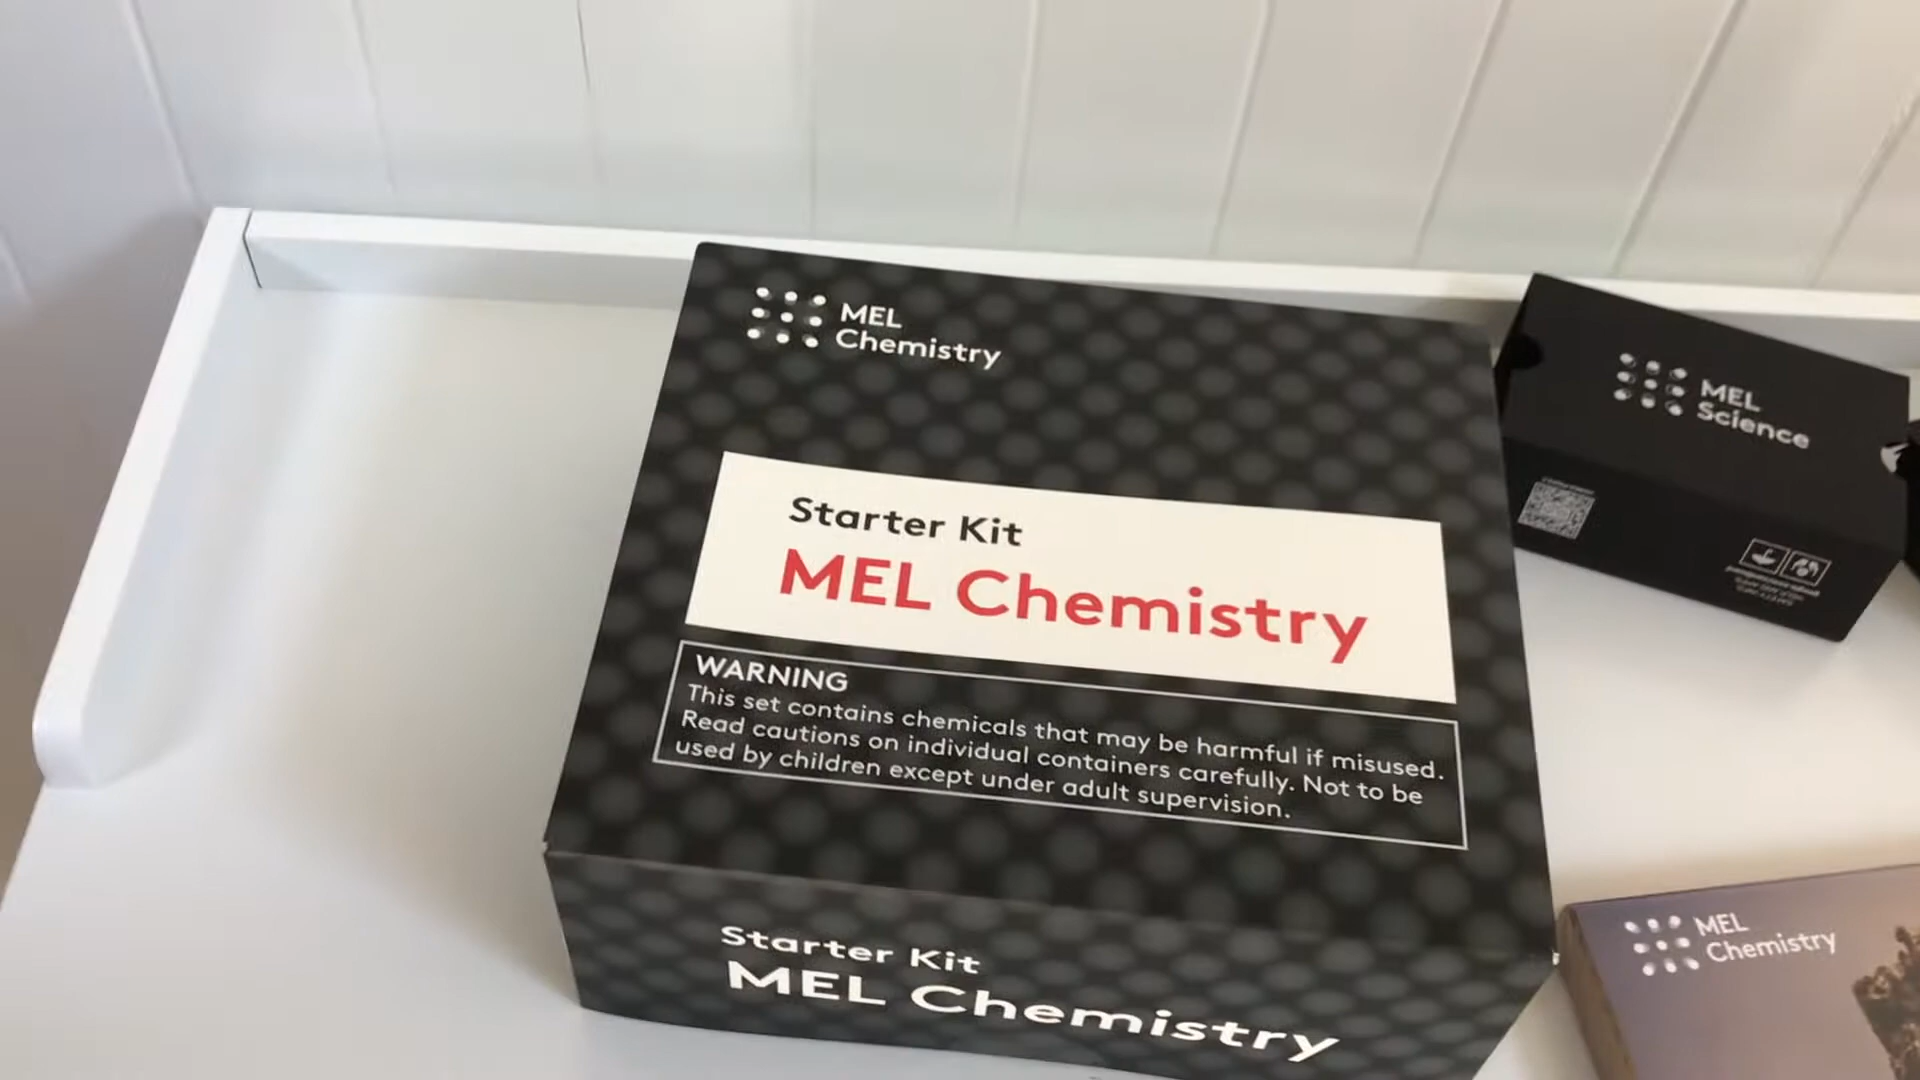 MEL
Chemistry
Starter Kit
MEL Chemistry
WARNING
This set contains chemicals that may be harmful if misused.
Read cautions on individual containers carefully. Not to be
used by children except under adult supervision.
Starter Kit
MEL Chemistry
MEL
Science
MEL
Chemistry